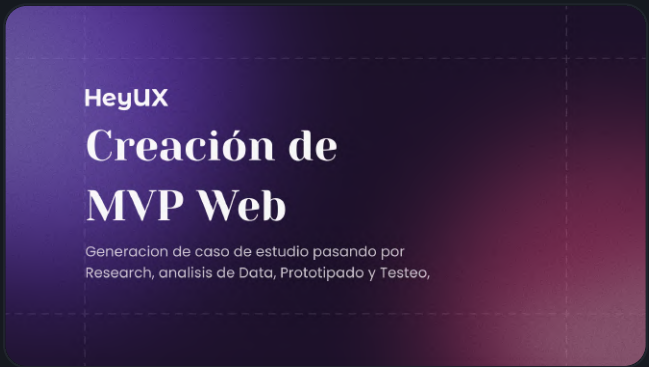 HeyUX
Creación de
MVP Web
Generacion de caso de estudio pasando por
Research, analisis de Data, Prototipado y Testeo,